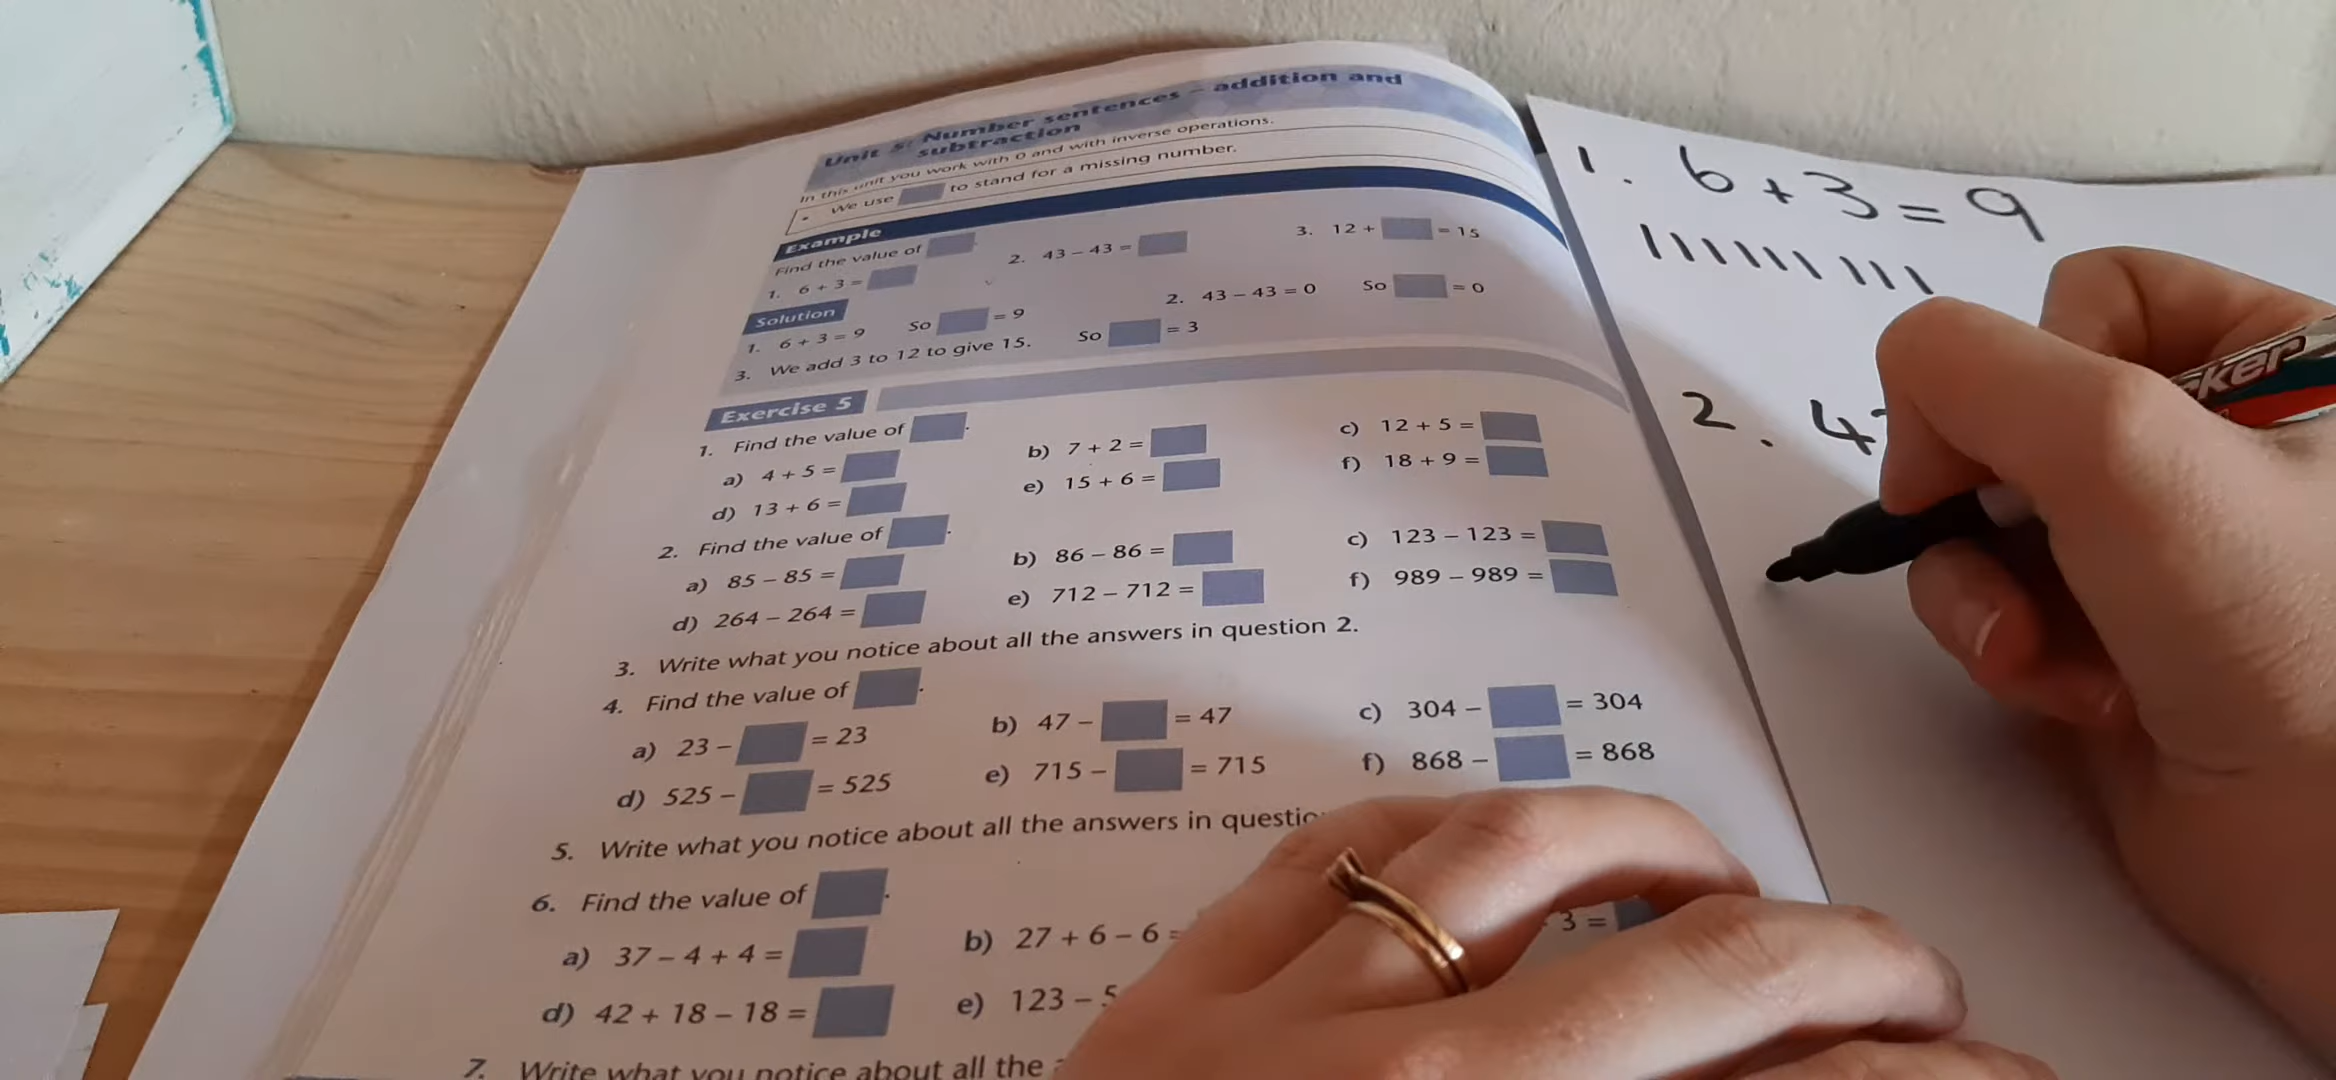 Unit 5: Number sentences – addition and
subtraction
In this unit you work with 0 and with inverse operations.
• We use to stand for a missing number.
Example
Find the value of
1. 6 + 3 = 2. 43 – 43 = 3. 12 + = 15
Solution
1. 6 + 3 = 9 So = 9 2. 43 – 43 = 0 So = 0
3. We add 3 to 12 to give 15. So = 3
Exercise 5
1. Find the value of .
a) 4 + 5 = b) 7 + 2 = c) 12 + 5 =
d) 13 + 6 = e) 15 + 6 = f) 18 + 9 =
2. Find the value of .
a) 85 – 85 = b) 86 – 86 = c) 123 – 123 =
d) 264 – 264 = e) 712 – 712 = f) 989 – 989 =
3. Write what you notice about all the answers in question 2.
4. Find the value of .
a) 23 – = 23 b) 47 – = 47 c) 304 – = 304
d) 525 – = 525 e) 715 – = 715 f) 868 – = 868
5. Write what you notice about all the answers in
6. Find the value of .
a) 37 – 4 + 4 = b) 27 + 6 – 6 = 3 =
d) 42 + 18 – 18 = e) 123 – 5
7. Write what you notice about all the
1. 6 + 3 = 9
2. 4